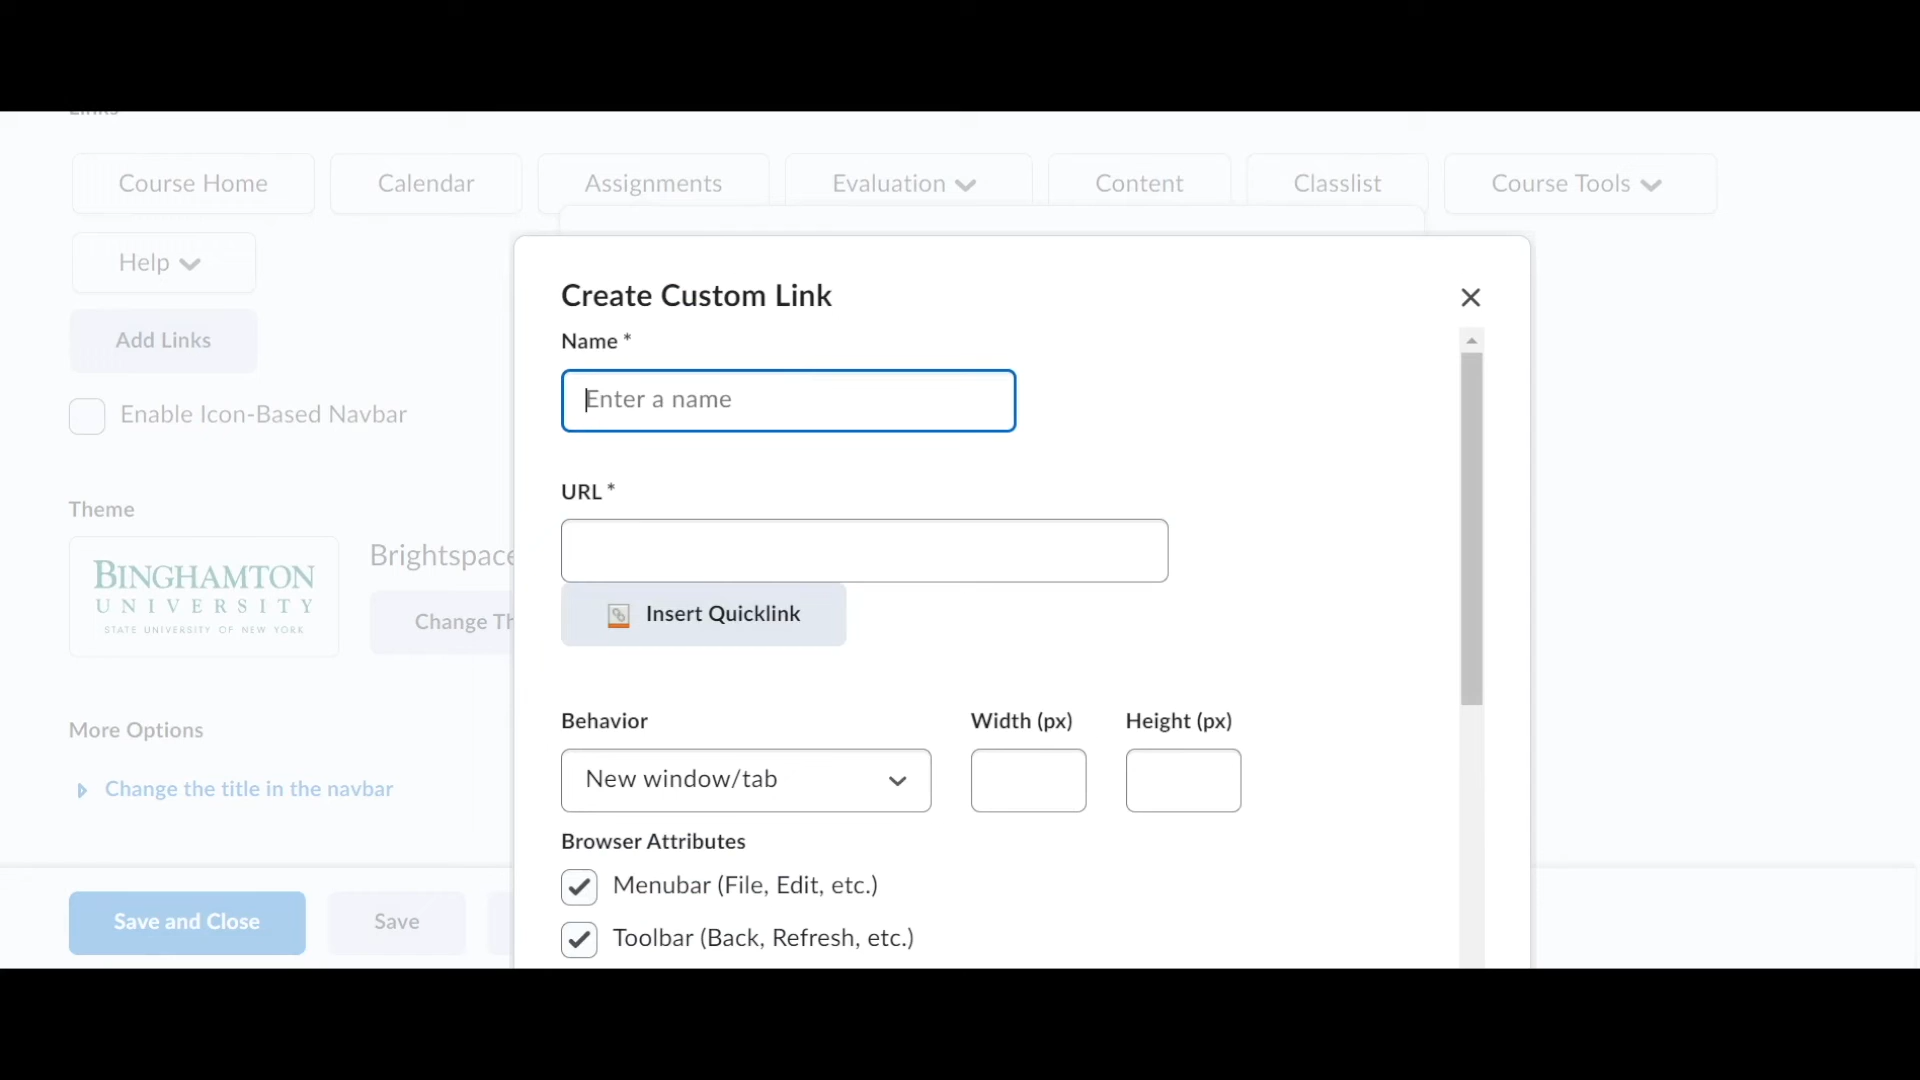 Course Home Calendar Assignments Evaluation Content Classlist Course Tools
Help
Add Links
Enable Icon-Based Navbar
Theme
BINGHAMTON
UNIVERSITY
STATE UNIVERSITY OF NEW YORK
Brightspace
Change Th
More Options
Change the title in the navbar
Save and Close Save
Create Custom Link
Name *
Enter a name
URL *
Insert Quicklink
Behavior Width (px) Height (px)
New window/tab
Browser Attributes
Menubar (File, Edit, etc.)
Toolbar (Back, Refresh, etc.)